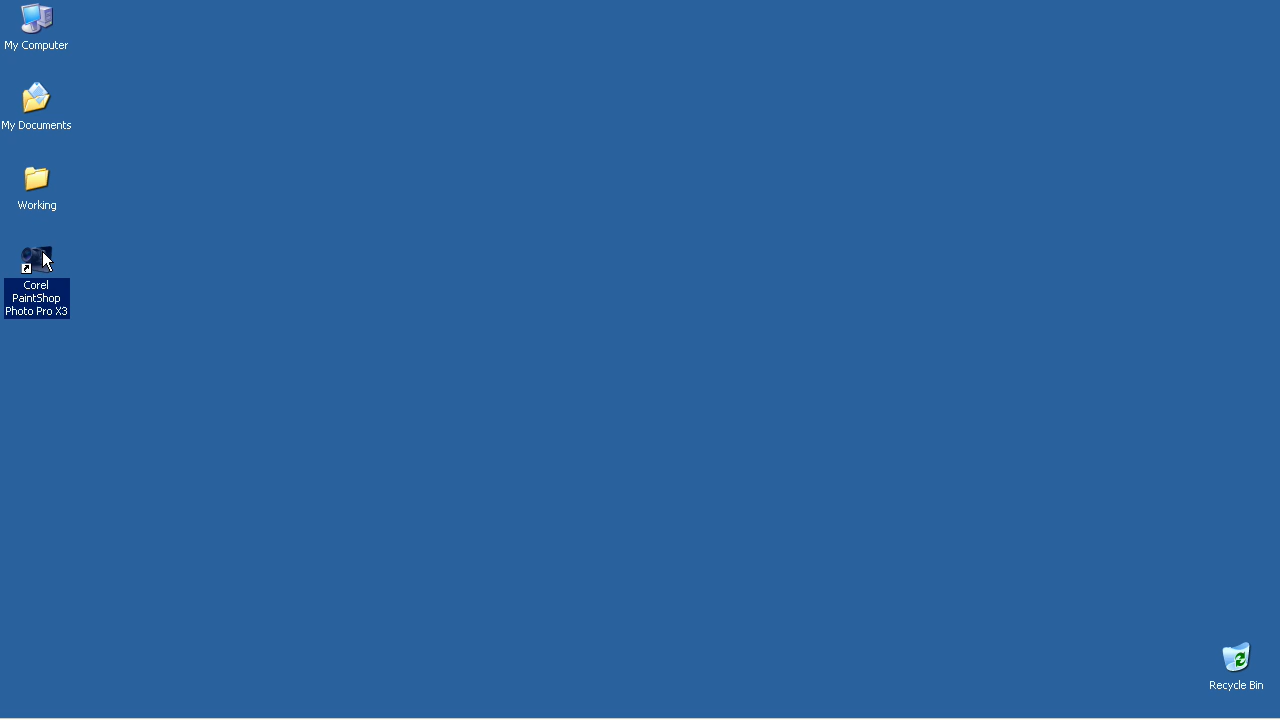 My Computer
My Documents
Working
Corel
PaintShop
Photo Pro X3
Recycle Bin